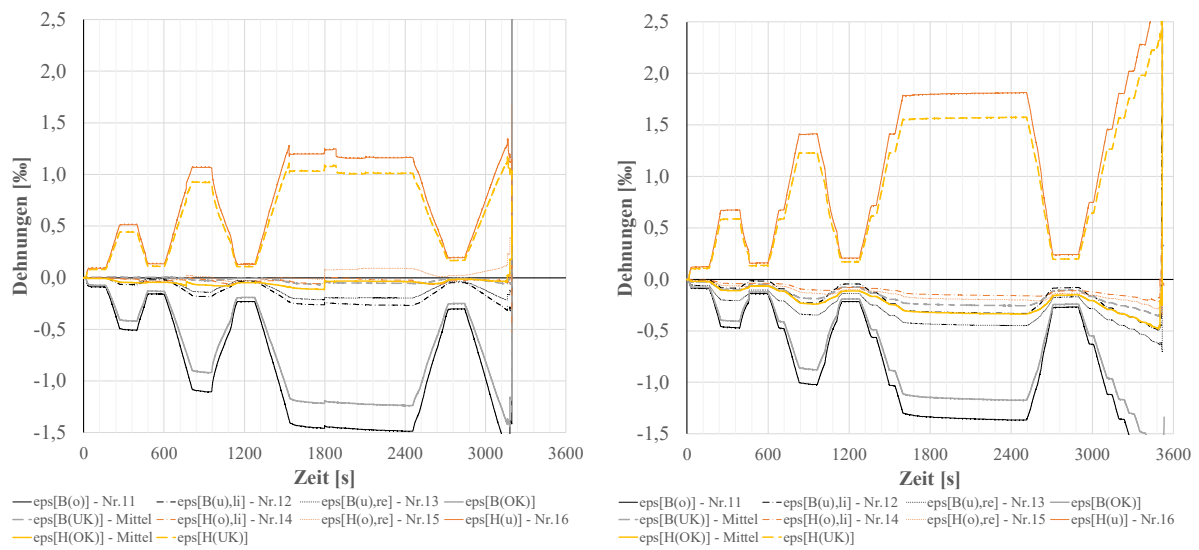 2,5
2,0
1,5
1,0
0,5
0,0
-0,5
-1,0
-1,5
Dehnungen [‰]
0 600 1200 1800 2400 3000 3600
Zeit [s]
eps[B(o)] - Nr.11 eps[B(u),li] - Nr.12 eps[B(u),re] - Nr.13 eps[B(OK)]
eps[B(UK)] - Mittel eps[H(o),li] - Nr.14 eps[H(o),re] - Nr.15 eps[H(u)] - Nr.16
eps[H(OK)] - Mittel eps[H(UK)]
2,5
2,0
1,5
1,0
0,5
0,0
-0,5
-1,0
-1,5
Dehnungen [‰]
0 600 1200 1800 2400 3000 3600
Zeit [s]
eps[B(o)] - Nr.11 eps[B(u),li] - Nr.12 eps[B(u),re] - Nr.13 eps[B(OK)]
eps[B(UK)] - Mittel eps[H(o),li] - Nr.14 eps[H(o),re] - Nr.15 eps[H(u)] - Nr.16
eps[H(OK)] - Mittel eps[H(UK)]